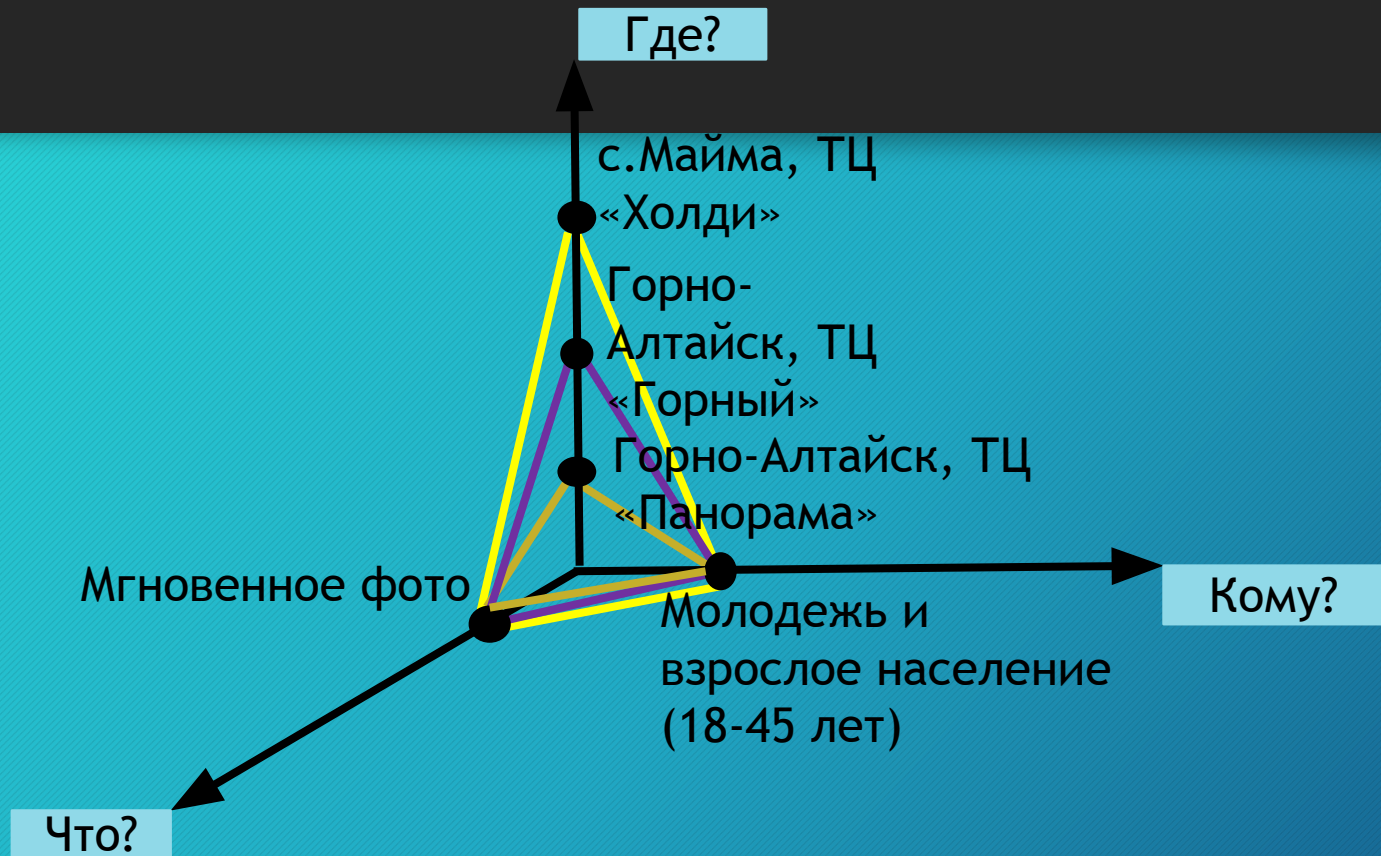 Где?
с.Майма, ТЦ
«Холди»
Горно-
Алтайск, ТЦ
«Горный»
Горно-Алтайск, ТЦ
«Панорама»
Мгновенное фото
Кому?
Молодежь и
взрослое население
(18-45 лет)
Что?